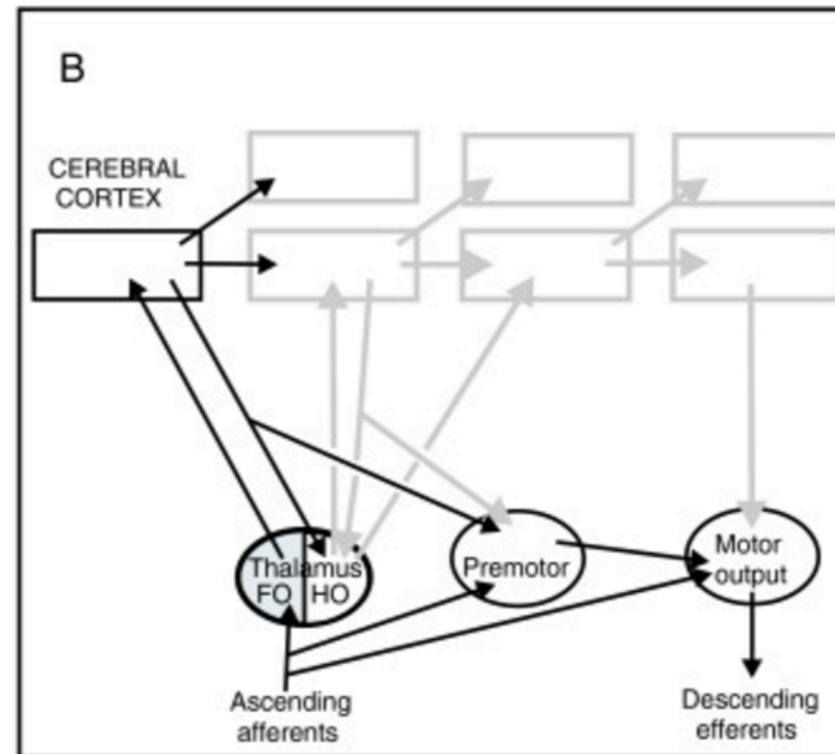 B
CEREBRAL
CORTEX
Thalamus
FO HO
Premotor
Motor
output
Ascending
afferents
Descending
efferents